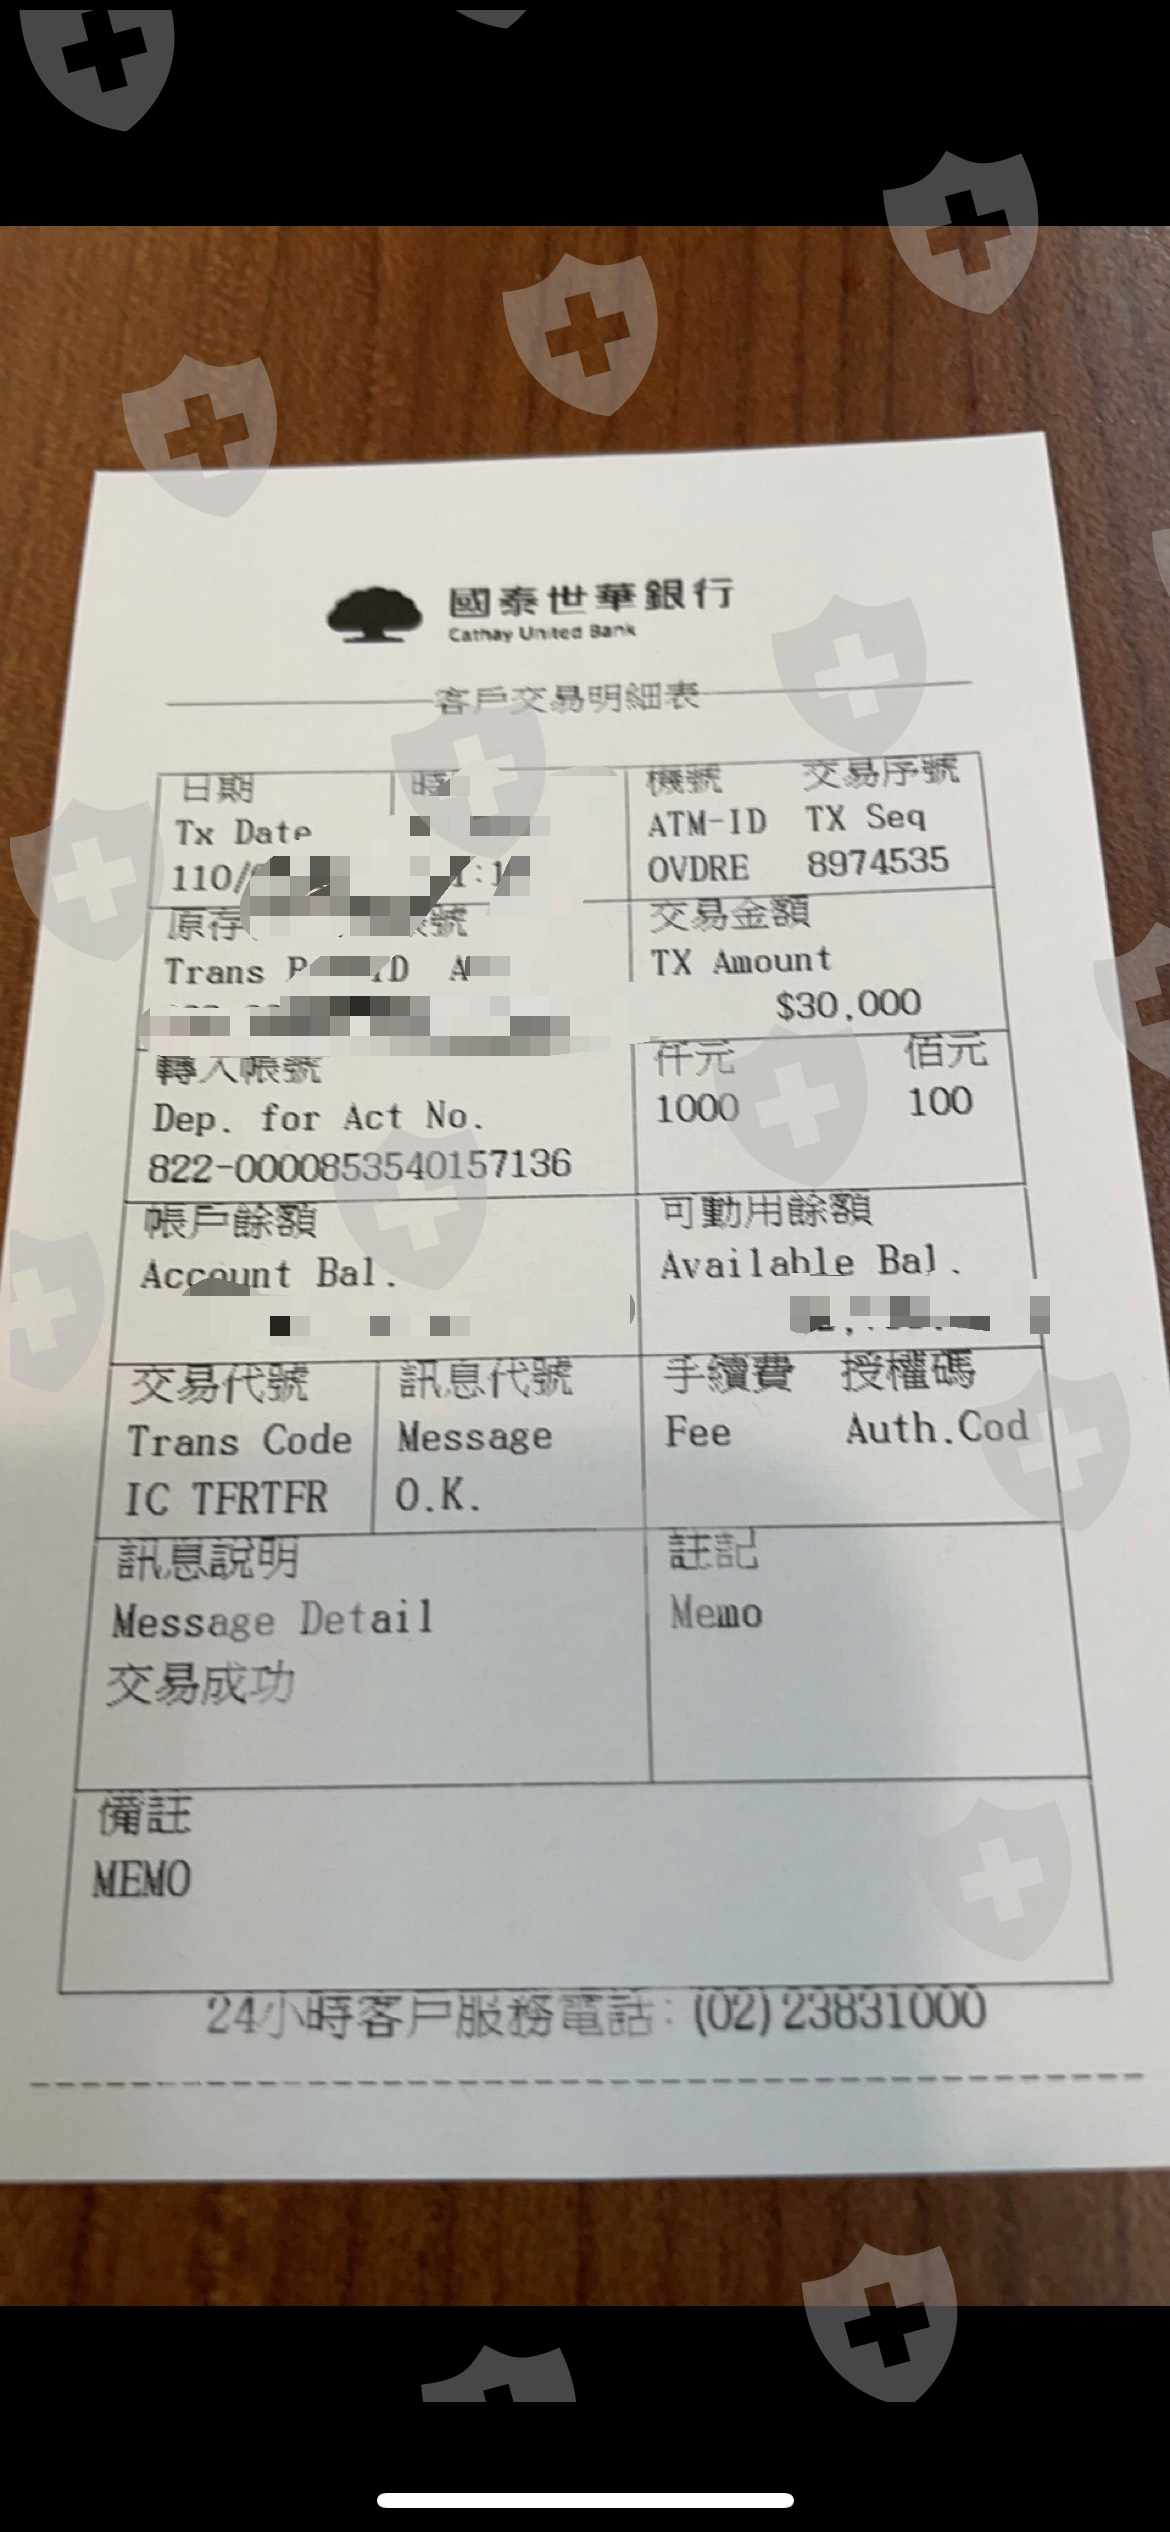 國泰世華銀行
Cathay United Bank
客戶交易明細表
日期 時 機號 交易序號
Tx Date ATM-ID TX Seq
110/ OVDRE 8974535
原存 號 交易金額
Trans TX Amount
$30,000
轉入帳號 仟元 佰元
Dep. for Act No. 1000 100
822-0000853540157136
帳戶餘額 可動用餘額
Account Bal. Available Bal.
交易代號 訊息代號 手續費 授權碼
Trans Code Message Fee Auth.Cod
IC TFRTFR O.K.
訊息說明 註記
Message Detail Memo
交易成功
備註
MEMO
24小時客戶服務電話:(02)23831000